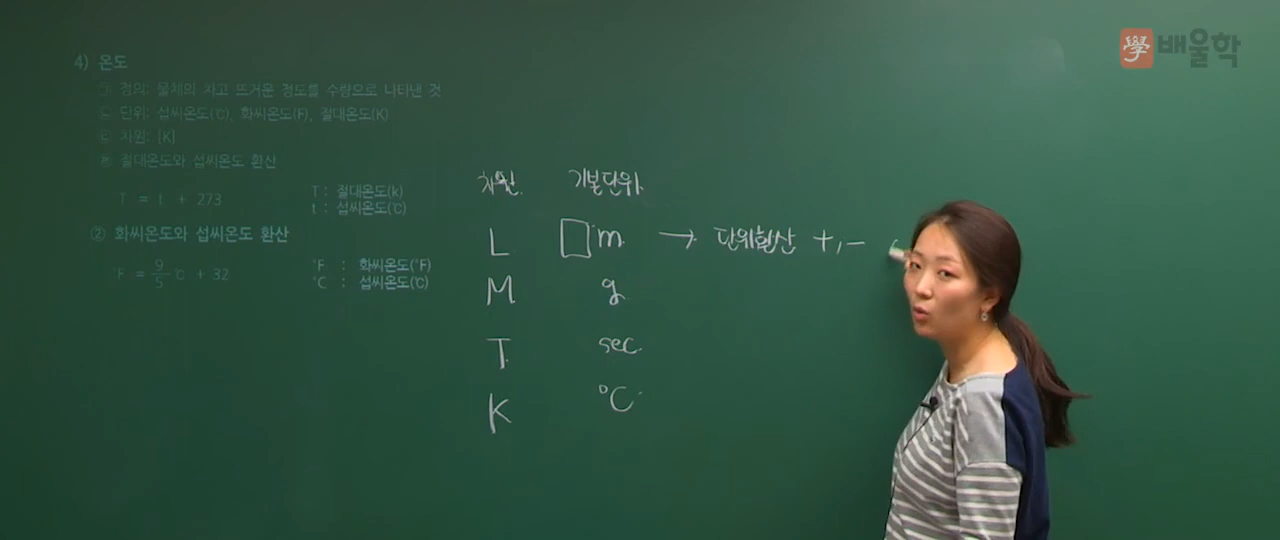 學 배울학
4) 온도
㉠ 정의: 물체의 차고 뜨거운 정도를 수량으로 나타낸 것
㉡ 단위: 섭씨온도(℃), 화씨온도(F), 절대온도(K)
㉢ 차원: [K]
㉣ 절대온도와 섭씨온도 환산
T = t + 273
T : 절대온도(k)
t : 섭씨온도(℃)
② 화씨온도와 섭씨온도 환산
°F = 9/5 ℃ + 32
°F : 화씨온도(°F)
°C : 섭씨온도(℃)
차원. 기본단위.
L □m. → 단위환산 +, -
M g.
T sec.
K ℃